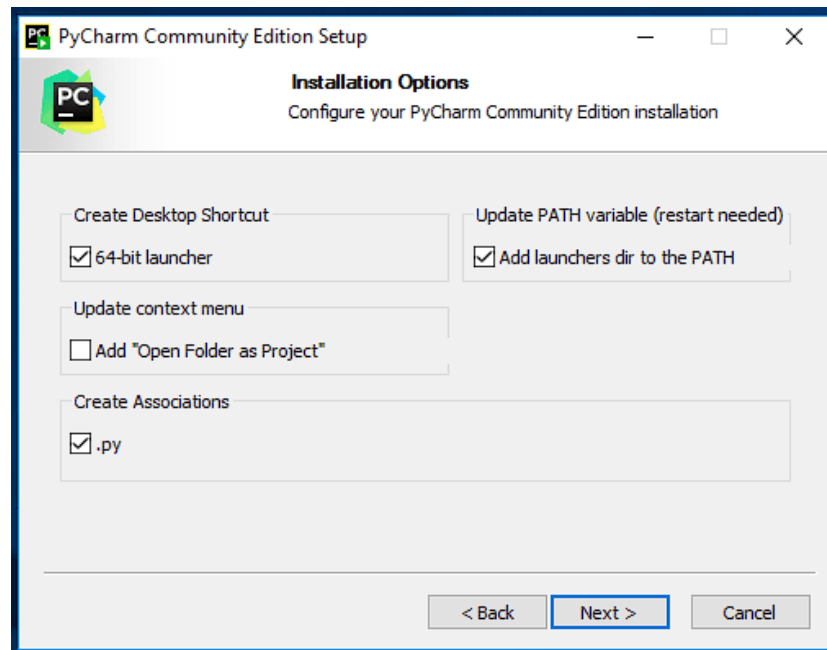 PyCharm Community Edition Setup
PC
Installation Options
Configure your PyCharm Community Edition installation
Create Desktop Shortcut
64-bit launcher
Update PATH variable (restart needed)
Add launchers dir to the PATH
Update context menu
Add "Open Folder as Project"
Create Associations
.py
< Back
Next >
Cancel